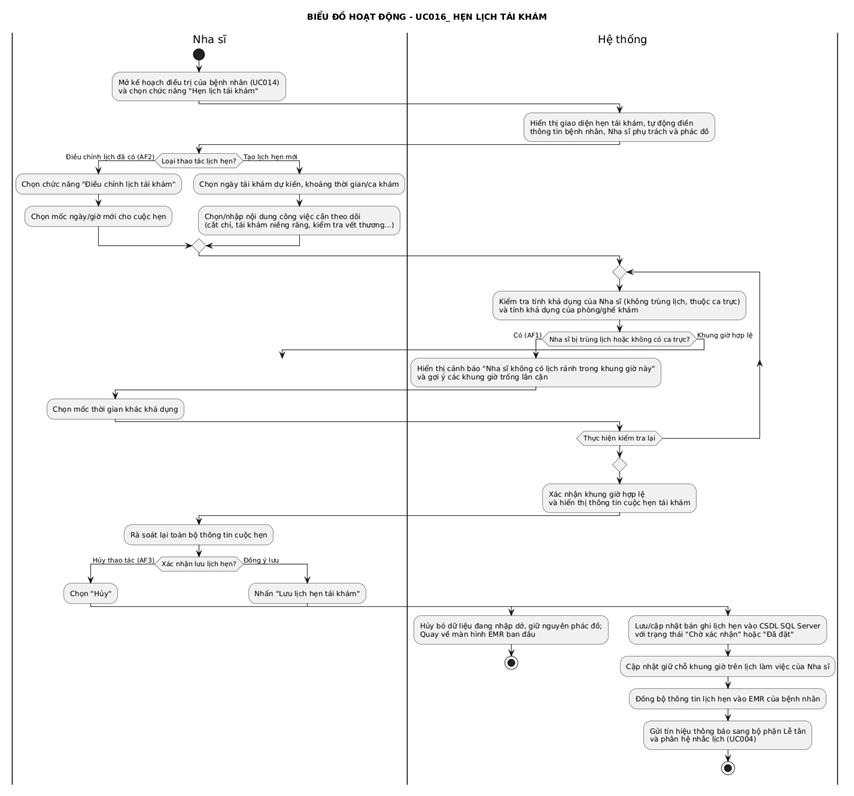 BIỂU ĐỒ HOẠT ĐỘNG - UC016_ HẸN LỊCH TÁI KHÁM
Nha sĩ
Hệ thống
Mở kế hoạch điều trị của bệnh nhân (UC014)
và chọn chức năng "Hẹn lịch tái khám"
Hiển thị giao diện hẹn tái khám, tự động điền
thông tin bệnh nhân, Nha sĩ phụ trách và phác đồ
Điều chỉnh lịch đã có (AF2)
Loại thao tác lịch hẹn?
Tạo lịch hẹn mới
Chọn chức năng "Điều chỉnh lịch tái khám"
Chọn ngày tái khám dự kiến, khoảng thời gian/ca khám
Chọn mốc ngày/giờ mới cho cuộc hẹn
Chọn/nhập nội dung công việc cần theo dõi
(cắt chỉ, tái khám niềng răng, kiểm tra vết thương...)
Kiểm tra tính khả dụng của Nha sĩ (không trùng lịch, thuộc ca trực)
và tính khả dụng của phòng/ghế khám
Có (AF1)
Nha sĩ bị trùng lịch hoặc không có ca trực?
Khung giờ hợp lệ
Hiển thị cảnh báo "Nha sĩ không có lịch rảnh trong khung giờ này"
và gợi ý các khung giờ trống lân cận
Chọn mốc thời gian khác khả dụng
Thực hiện kiểm tra lại
Xác nhận khung giờ hợp lệ
và hiển thị thông tin cuộc hẹn tái khám
Rà soát lại toàn bộ thông tin cuộc hẹn
Hủy thao tác (AF3)
Xác nhận lưu lịch hẹn?
Đồng ý lưu
Chọn "Hủy"
Nhấn "Lưu lịch hẹn tái khám"
Hủy bỏ dữ liệu đang nhập dở, giữ nguyên phác đồ;
Quay về màn hình EMR ban đầu
Lưu/cập nhật bản ghi lịch hẹn vào CSDL SQL Server
với trạng thái "Chờ xác nhận" hoặc "Đã đặt"
Cập nhật giữ chỗ khung giờ trên lịch làm việc của Nha sĩ
Đồng bộ thông tin lịch hẹn vào EMR của bệnh nhân
Gửi tín hiệu thông báo sang bộ phận Lễ tân
và phân hệ nhắc lịch (UC004)